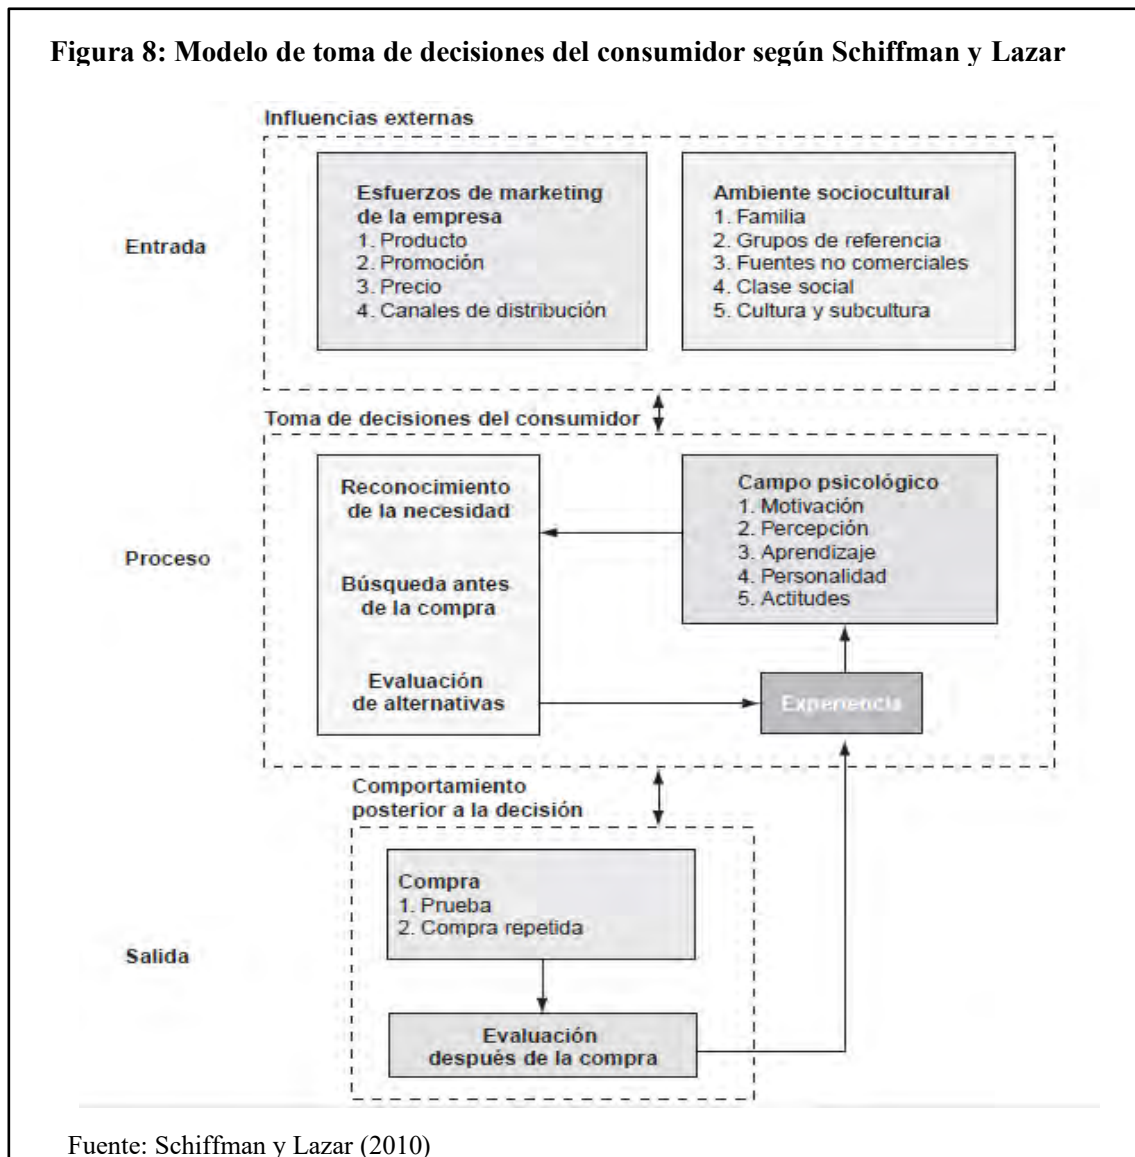 Figura 8: Modelo de toma de decisiones del consumidor según Schiffman y Lazar
Influencias externas
Entrada
Esfuerzos de marketing
de la empresa
1. Producto
2. Promoción
3. Precio
4. Canales de distribución
Ambiente sociocultural
1. Familia
2. Grupos de referencia
3. Fuentes no comerciales
4. Clase social
5. Cultura y subcultura
Toma de decisiones del consumidor
Proceso
Reconocimiento
de la necesidad
Búsqueda antes
de la compra
Evaluación
de alternativas
Campo psicológico
1. Motivación
2. Percepción
3. Aprendizaje
4. Personalidad
5. Actitudes
Experiencia
Comportamiento
posterior a la decisión
Salida
Compra
1. Prueba
2. Compra repetida
Evaluación
después de la compra
Fuente: Schiffman y Lazar (2010)